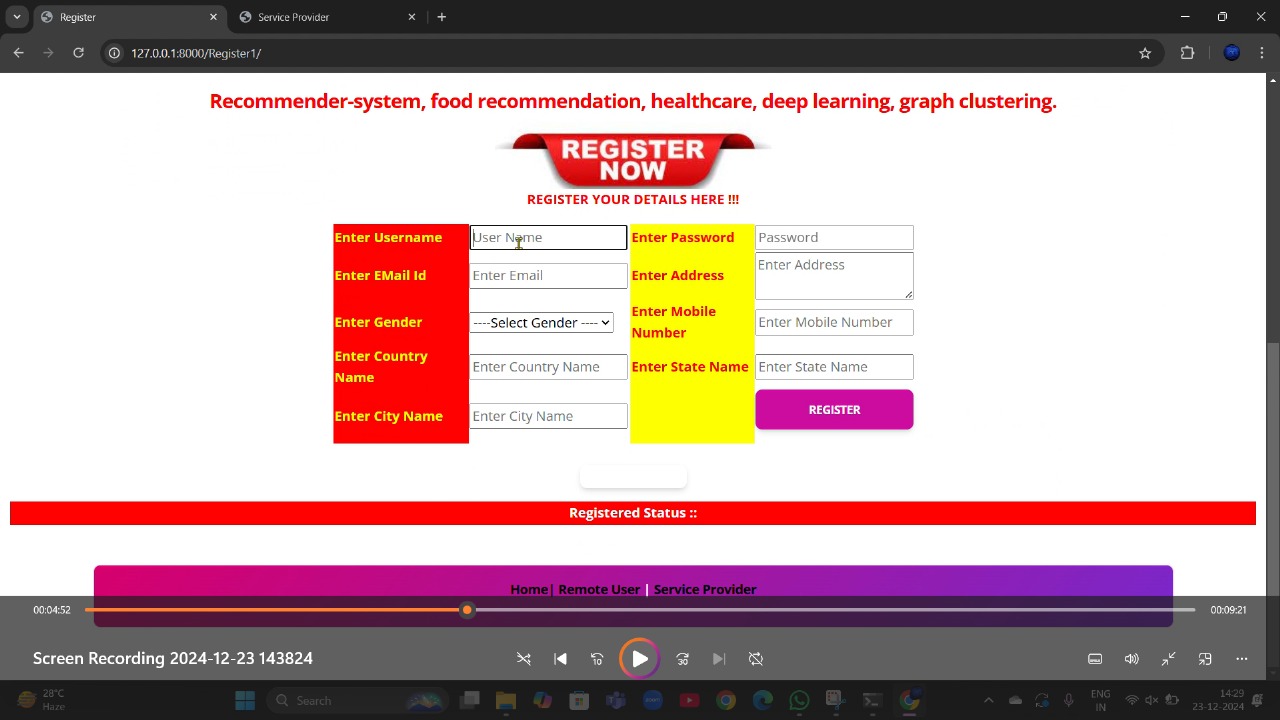 Register
Service Provider
127.0.0.1:8000/Register1/
Recommender-system, food recommendation, healthcare, deep learning, graph clustering.
REGISTER
NOW
REGISTER YOUR DETAILS HERE !!!
Enter Username User Name Enter Password Password
Enter EMail Id Enter Email Enter Address Enter Address
Enter Gender ----Select Gender ---- Enter Mobile Number Enter Mobile Number
Enter Country Name Enter Country Name Enter State Name Enter State Name
Enter City Name Enter City Name REGISTER
Registered Status ::
Home| Remote User | Service Provider
00:04:52 00:09:21
Screen Recording 2024-12-23 143824
10 30
28°C
Haze
Search
ENG
IN
14:29
23-12-2024